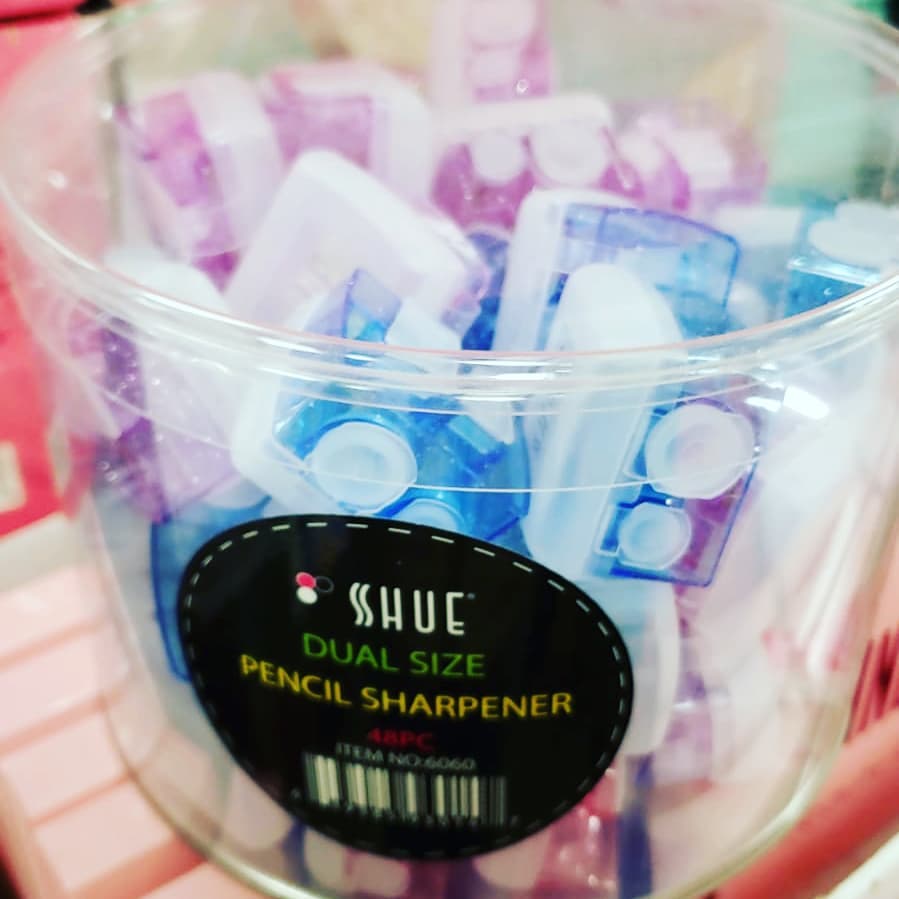 SHUE
DUAL SIZE
PENCIL SHARPENER
48PC
ITEM NO:6060